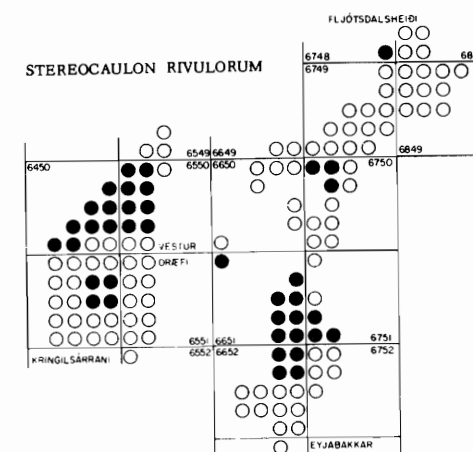 FLJÓTSDALSHEIÐI
STEREOCAULON RIVULORUM
6748 68
6749
6549 6649 6849
6450 6550 6650 6750
VESTUR
ÖRÆFI
6551 6651 6751
KRINGILSÁRRANI 6552 6652 6752
EYJABAKKAR